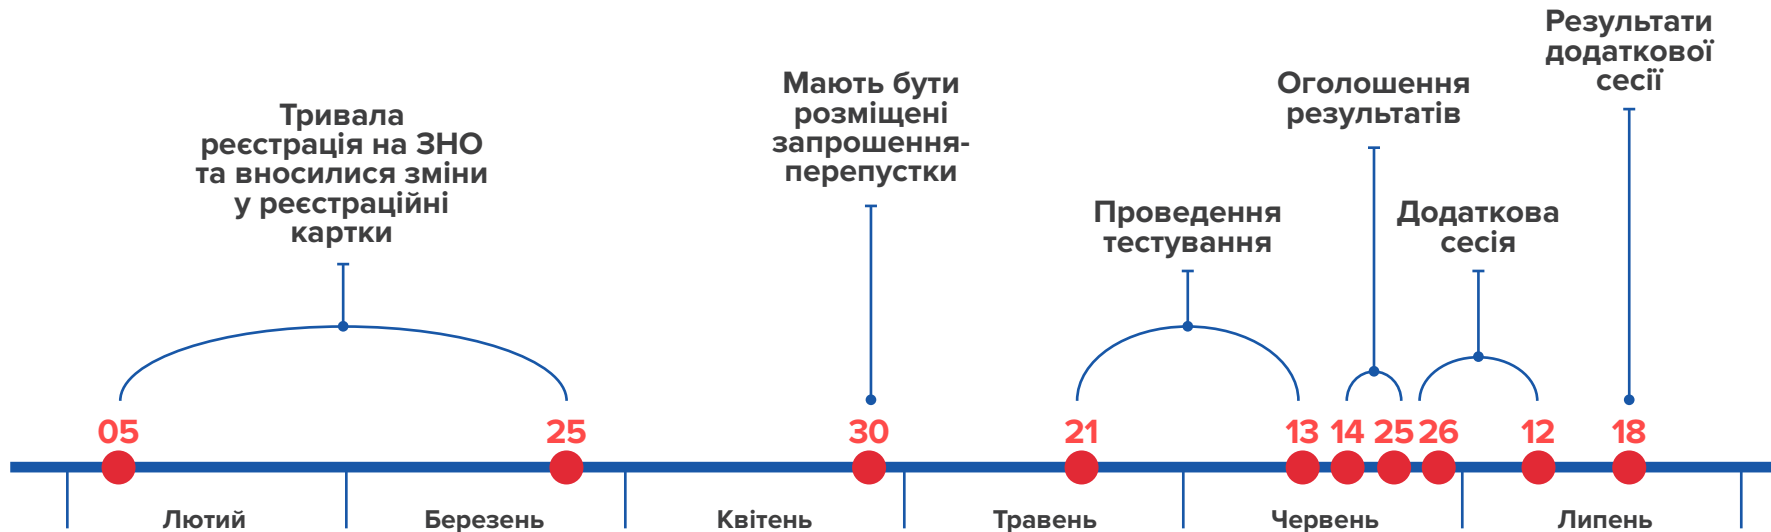 Тривала
реєстрація на ЗНО
та вносилися зміни
у реєстраційні
картки
Мають бути
розміщені
запрошення-
перепустки
Проведення
тестування
Оголошення
результатів
Додаткова
сесія
Результати
додаткової
сесії
05
25
30
21
13
14
25
26
12
18
Лютий
Березень
Квітень
Травень
Червень
Липень